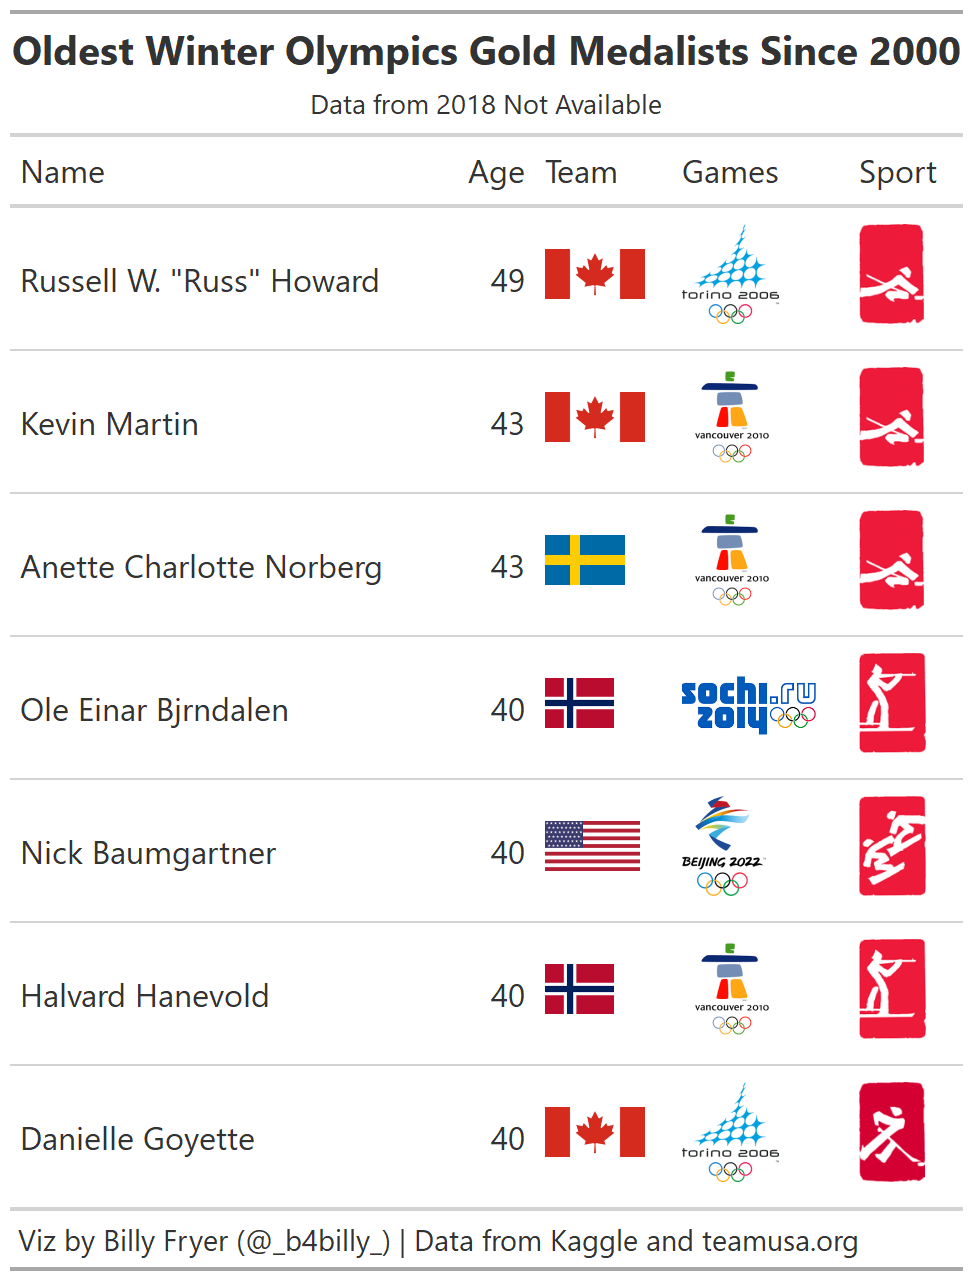 Oldest Winter Olympics Gold Medalists Since 2000
Data from 2018 Not Available
Name Age Team Games Sport
Russell W. "Russ" Howard 49 torino 2006
Kevin Martin 43 vancouver 2010
Anette Charlotte Norberg 43 vancouver 2010
Ole Einar Bjrndalen 40 sochi.ru
2014
Nick Baumgartner 40 BEIJING 2022
Halvard Hanevold 40 vancouver 2010
Danielle Goyette 40 torino 2006
Viz by Billy Fryer (@_b4billy_) | Data from Kaggle and teamusa.org